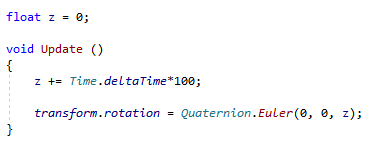 float z = 0;
void Update ()
{
z += Time.deltaTime*100;
transform.rotation = Quaternion.Euler(0, 0, z);
}